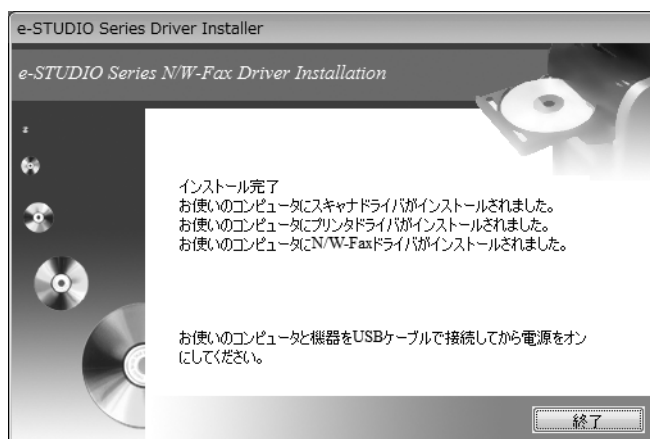 e-STUDIO Series Driver Installer
e-STUDIO Series N/W-Fax Driver Installation
インストール完了
お使いのコンピュータにスキャナドライバがインストールされました。
お使いのコンピュータにプリンタドライバがインストールされました。
お使いのコンピュータにN/W-Faxドライバがインストールされました。
お使いのコンピュータと機器をUSBケーブルで接続してから電源をオン
にしてください。
終了